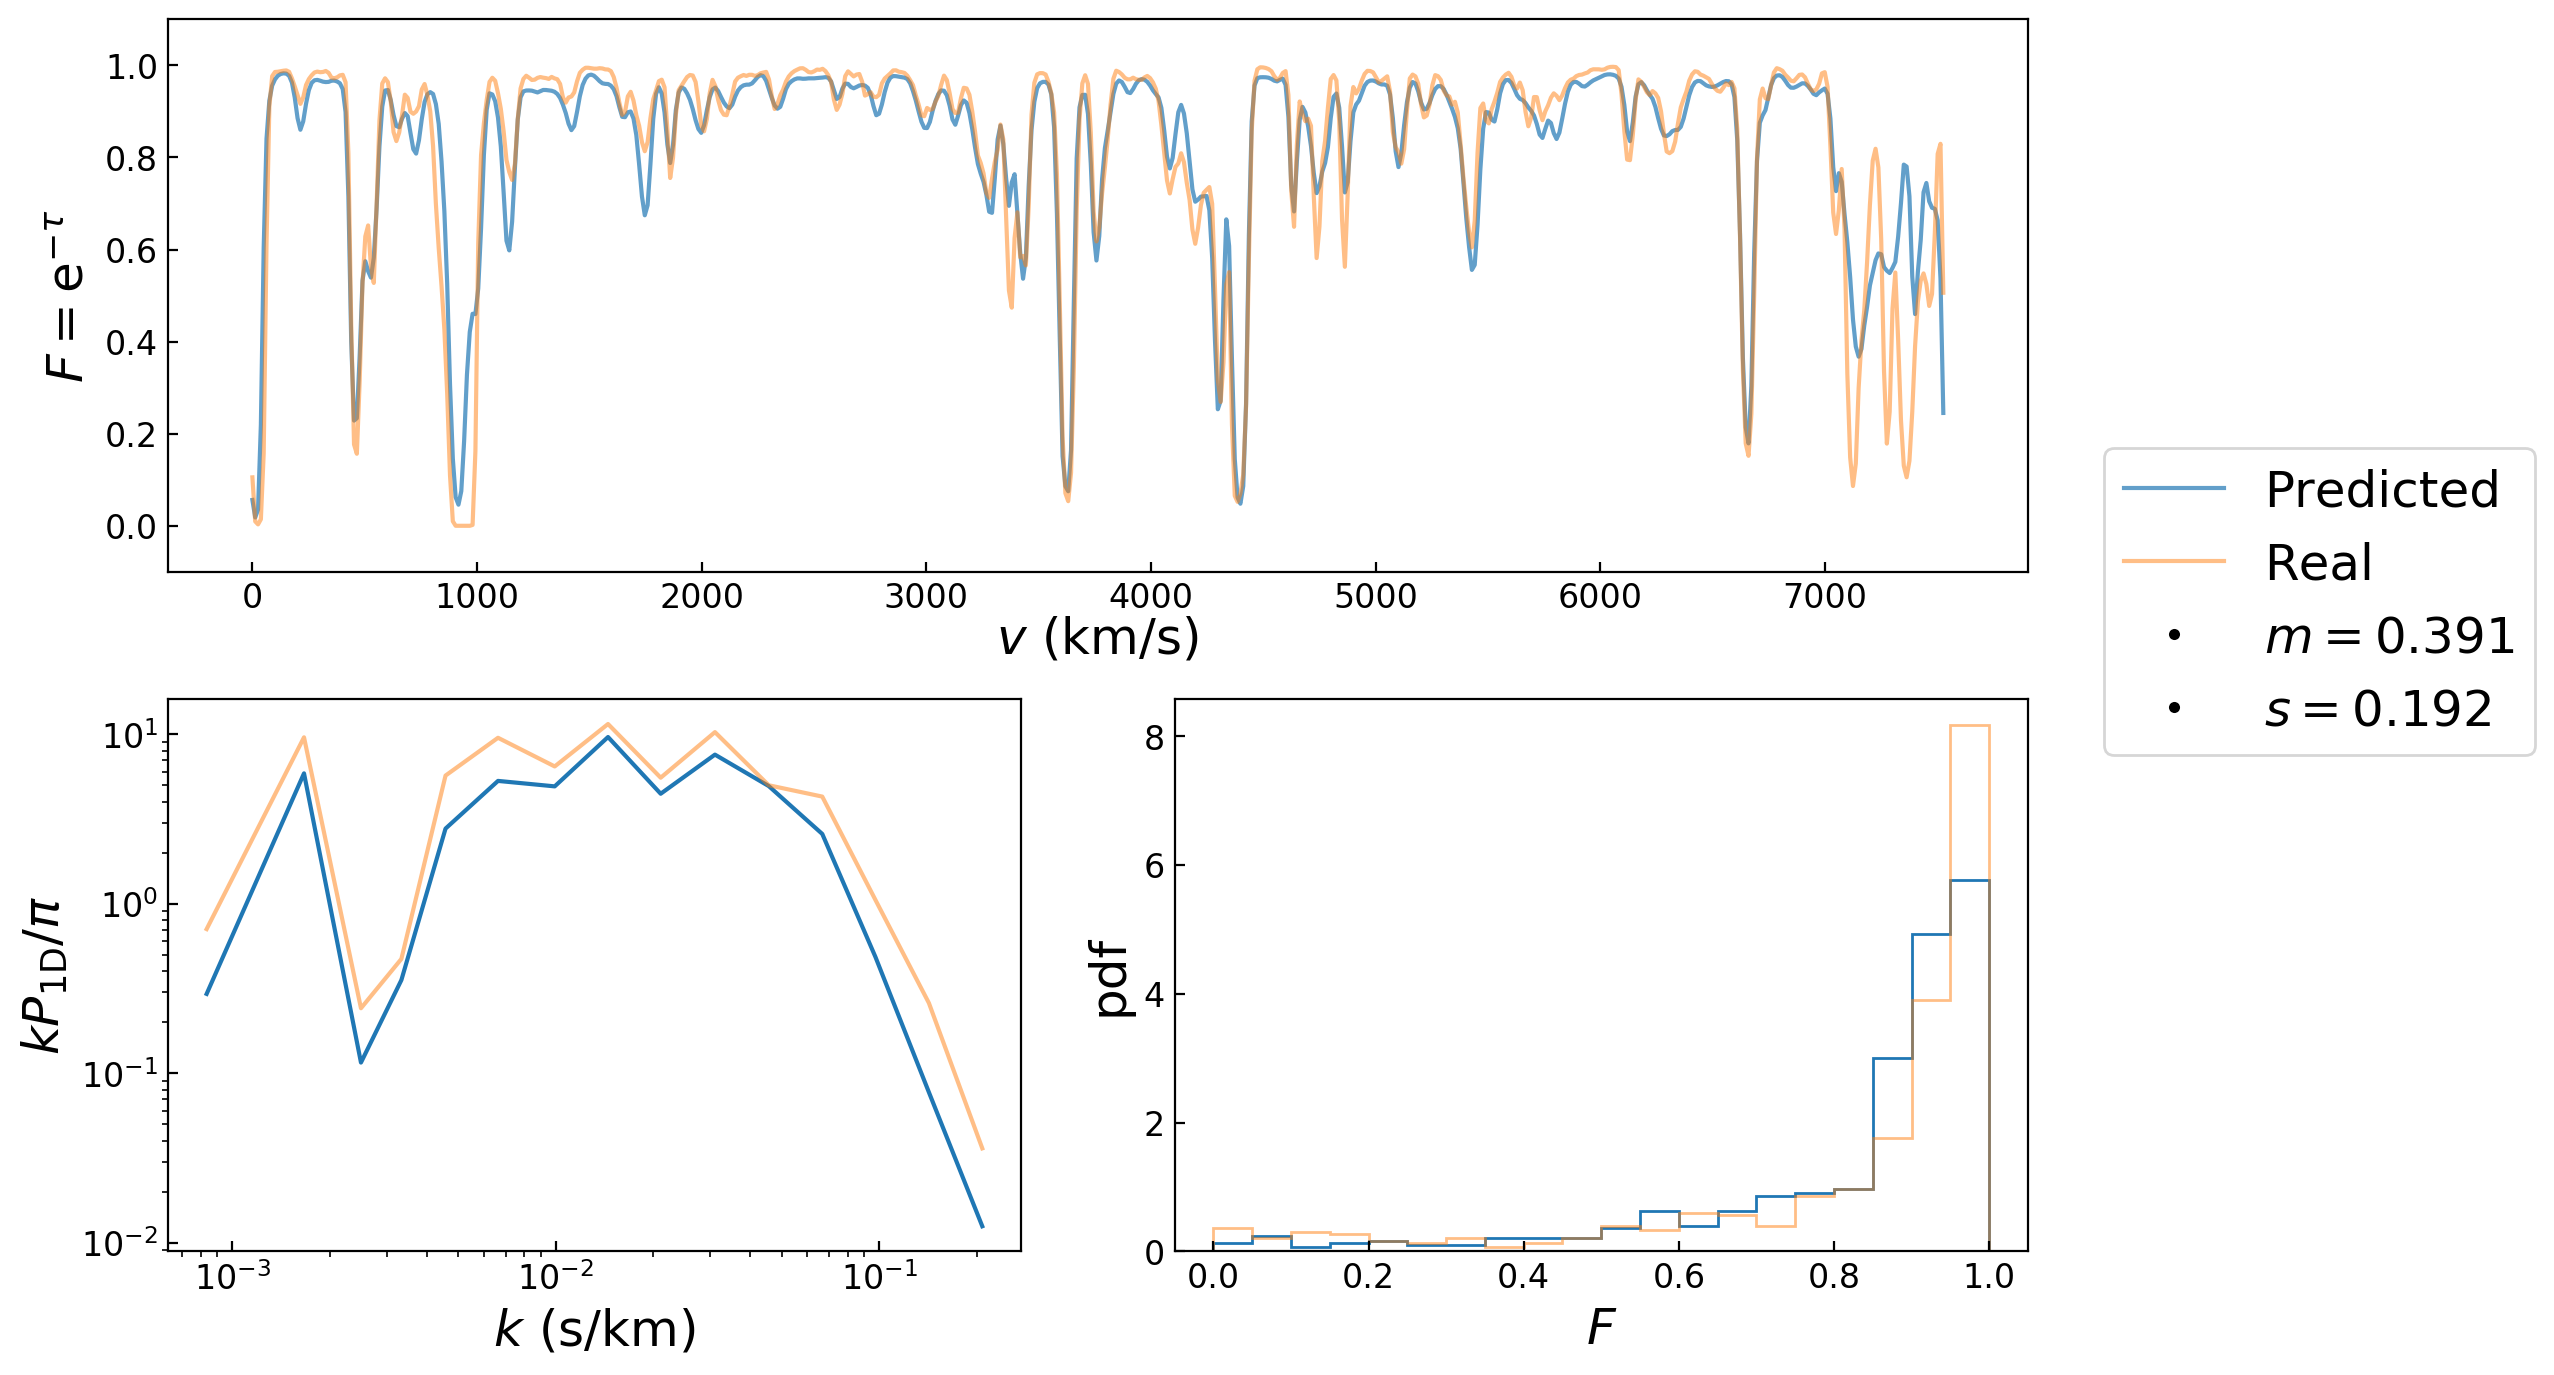 1.0
0.8
0.6
0.4
0.2
0.0
F = e^{−τ}
0 1000 2000 3000 4000 5000 6000 7000
v (km/s)
Predicted
Real
m = 0.391
s = 0.192
10^1
10^0
10^{−1}
10^{−2}
kP_{1D}/π
10^{−3} 10^{−2} 10^{−1}
k (s/km)
8
6
4
2
0
pdf
0.0 0.2 0.4 0.6 0.8 1.0
F